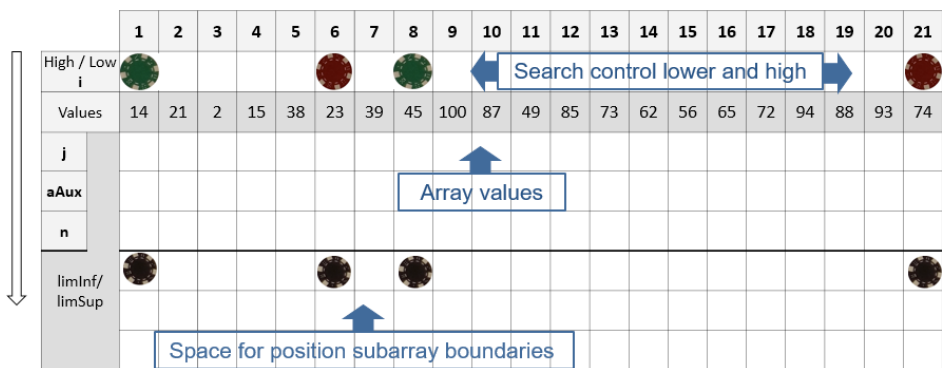 1 2 3 4 5 6 7 8 9 10 11 12 13 14 15 16 17 18 19 20 21
High / Low
i
Search control lower and high
Values 14 21 2 15 38 23 39 45 100 87 49 85 73 62 56 65 72 94 88 93 74
j
aAux
Array values
n
limInf/
limSup
Space for position subarray boundaries